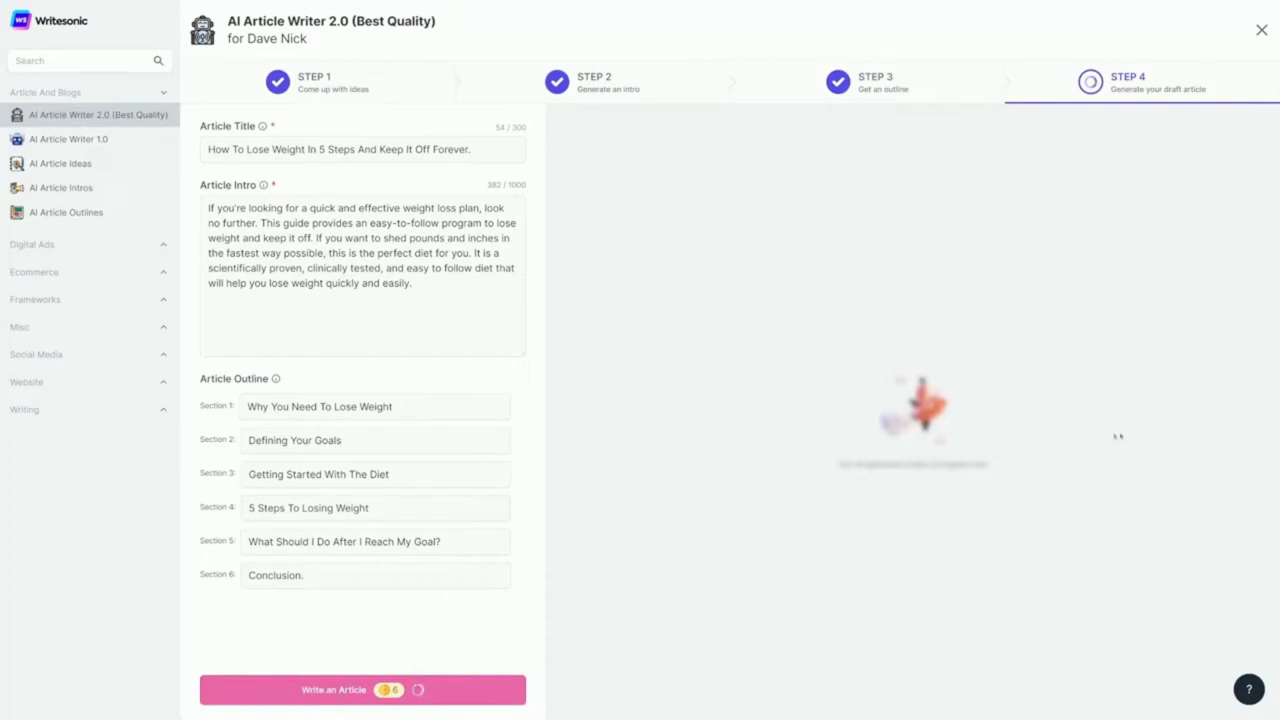 Writesonic
Search
Article And Blogs
AI Article Writer 2.0 (Best Quality)
AI Article Writer 1.0
AI Article Ideas
AI Article Intros
AI Article Outlines
Digital Ads
Ecommerce
Frameworks
Misc
Social Media
Website
Writing
AI Article Writer 2.0 (Best Quality)
for Dave Nick
STEP 1
Come up with ideas
STEP 2
Generate an intro
STEP 3
Get an outline
STEP 4
Generate your draft article
Article Title *
54 / 300
How To Lose Weight In 5 Steps And Keep It Off Forever.
Article Intro *
382 / 1000
If you're looking for a quick and effective weight loss plan, look
no further. This guide provides an easy-to-follow program to lose
weight and keep it off. If you want to shed pounds and inches in
the fastest way possible, this is the perfect diet for you. It is a
scientifically proven, clinically tested, and easy to follow diet that
will help you lose weight quickly and easily.
Article Outline
Section 1: Why You Need To Lose Weight
Section 2: Defining Your Goals
Section 3: Getting Started With The Diet
Section 4: 5 Steps To Losing Weight
Section 5: What Should I Do After I Reach My Goal?
Section 6: Conclusion.
Write an Article 6
?